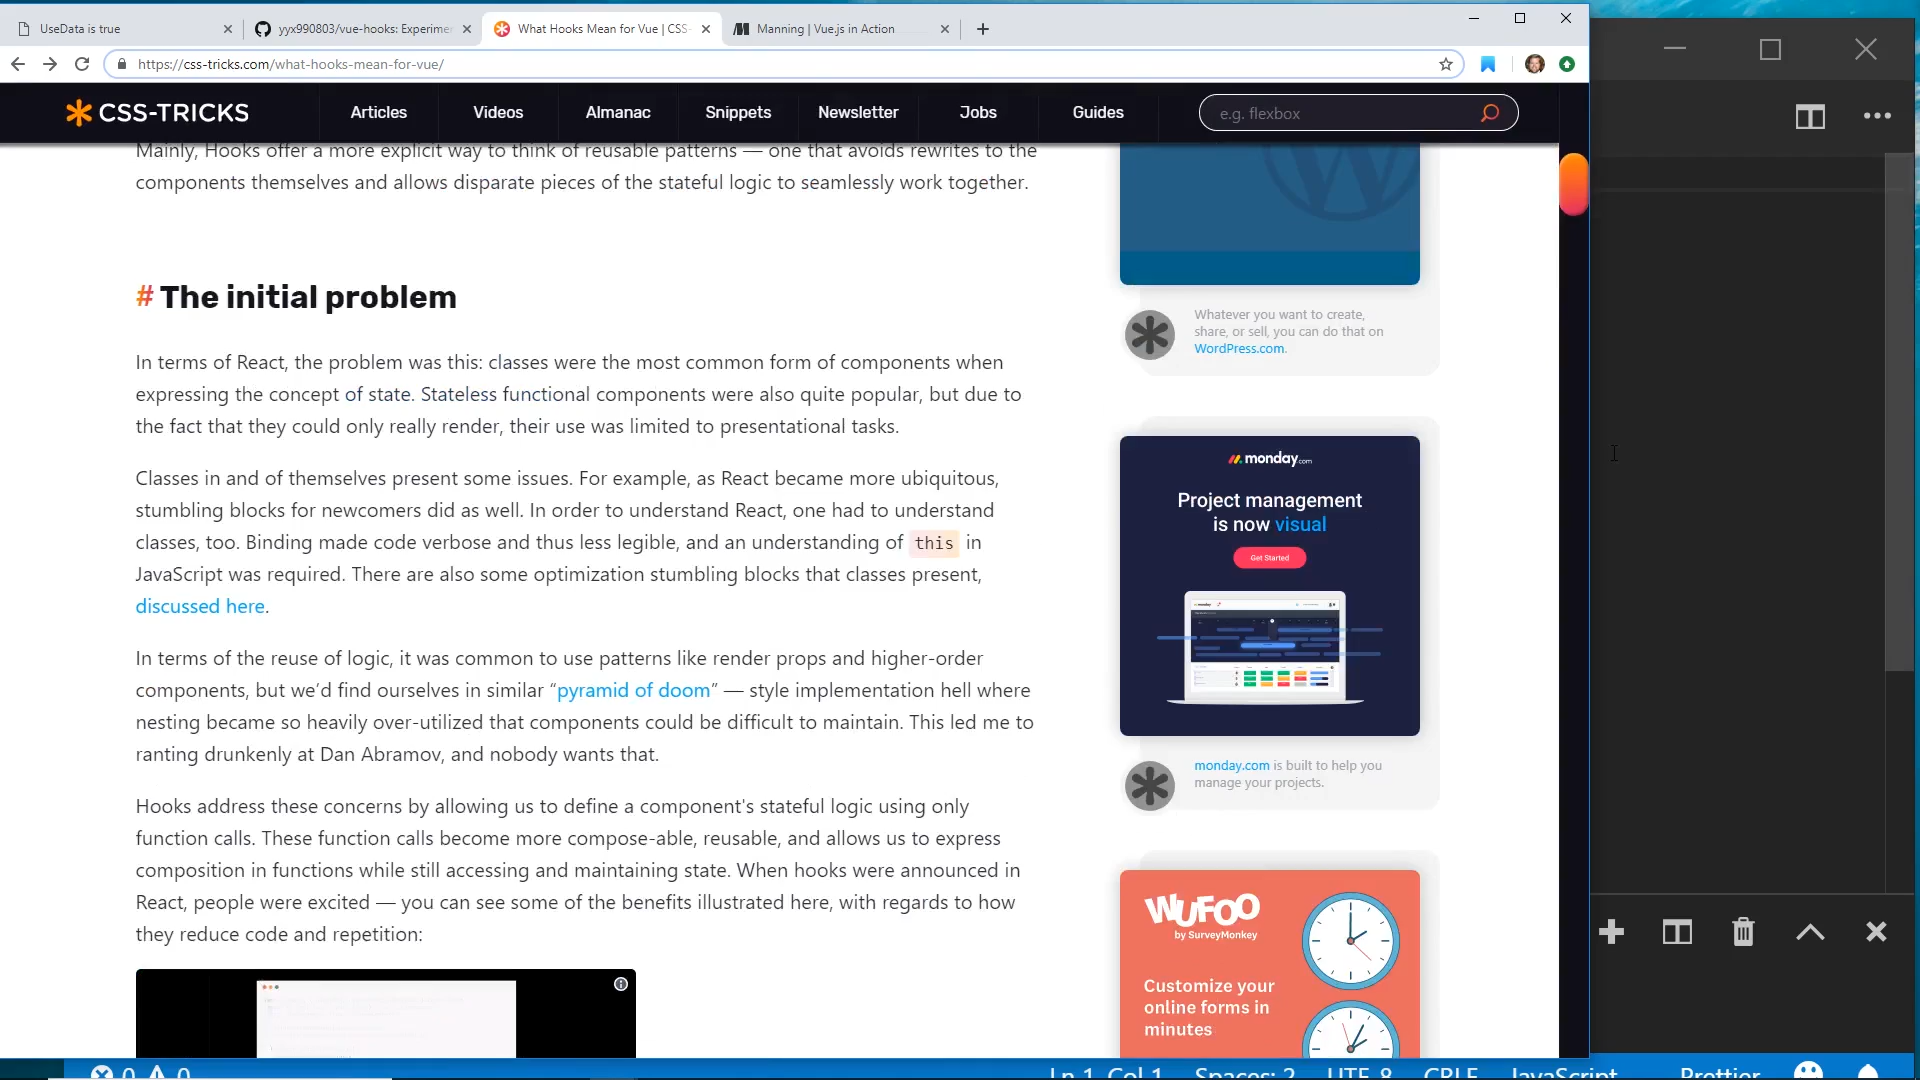 UseData is true
yyx990803/vue-hooks: Experime
What Hooks Mean for Vue | CSS-
Manning | Vue.js in Action
https://css-tricks.com/what-hooks-mean-for-vue/
CSS-TRICKS
Articles
Videos
Almanac
Snippets
Newsletter
Jobs
Guides
e.g. flexbox
Mainly, Hooks offer a more explicit way to think of reusable patterns — one that avoids rewrites to the
components themselves and allows disparate pieces of the stateful logic to seamlessly work together.
# The initial problem
In terms of React, the problem was this: classes were the most common form of components when
expressing the concept of state. Stateless functional components were also quite popular, but due to
the fact that they could only really render, their use was limited to presentational tasks.
Classes in and of themselves present some issues. For example, as React became more ubiquitous,
stumbling blocks for newcomers did as well. In order to understand React, one had to understand
classes, too. Binding made code verbose and thus less legible, and an understanding of this in
JavaScript was required. There are also some optimization stumbling blocks that classes present,
discussed here.
In terms of the reuse of logic, it was common to use patterns like render props and higher-order
components, but we’d find ourselves in similar “pyramid of doom” — style implementation hell where
nesting became so heavily over-utilized that components could be difficult to maintain. This led me to
ranting drunkenly at Dan Abramov, and nobody wants that.
Hooks address these concerns by allowing us to define a component's stateful logic using only
function calls. These function calls become more compose-able, reusable, and allows us to express
composition in functions while still accessing and maintaining state. When hooks were announced in
React, people were excited — you can see some of the benefits illustrated here, with regards to how
they reduce code and repetition:
Whatever you want to create,
share, or sell, you can do that on
WordPress.com.
monday.com
Project management
is now visual
Get Started
monday.com is built to help you
manage your projects.
WUFOO
by SurveyMonkey
Customize your
online forms in
minutes
0 0
Ln 1, Col 1
Spaces: 2
UTF-8
CRLF
JavaScript
Prettier